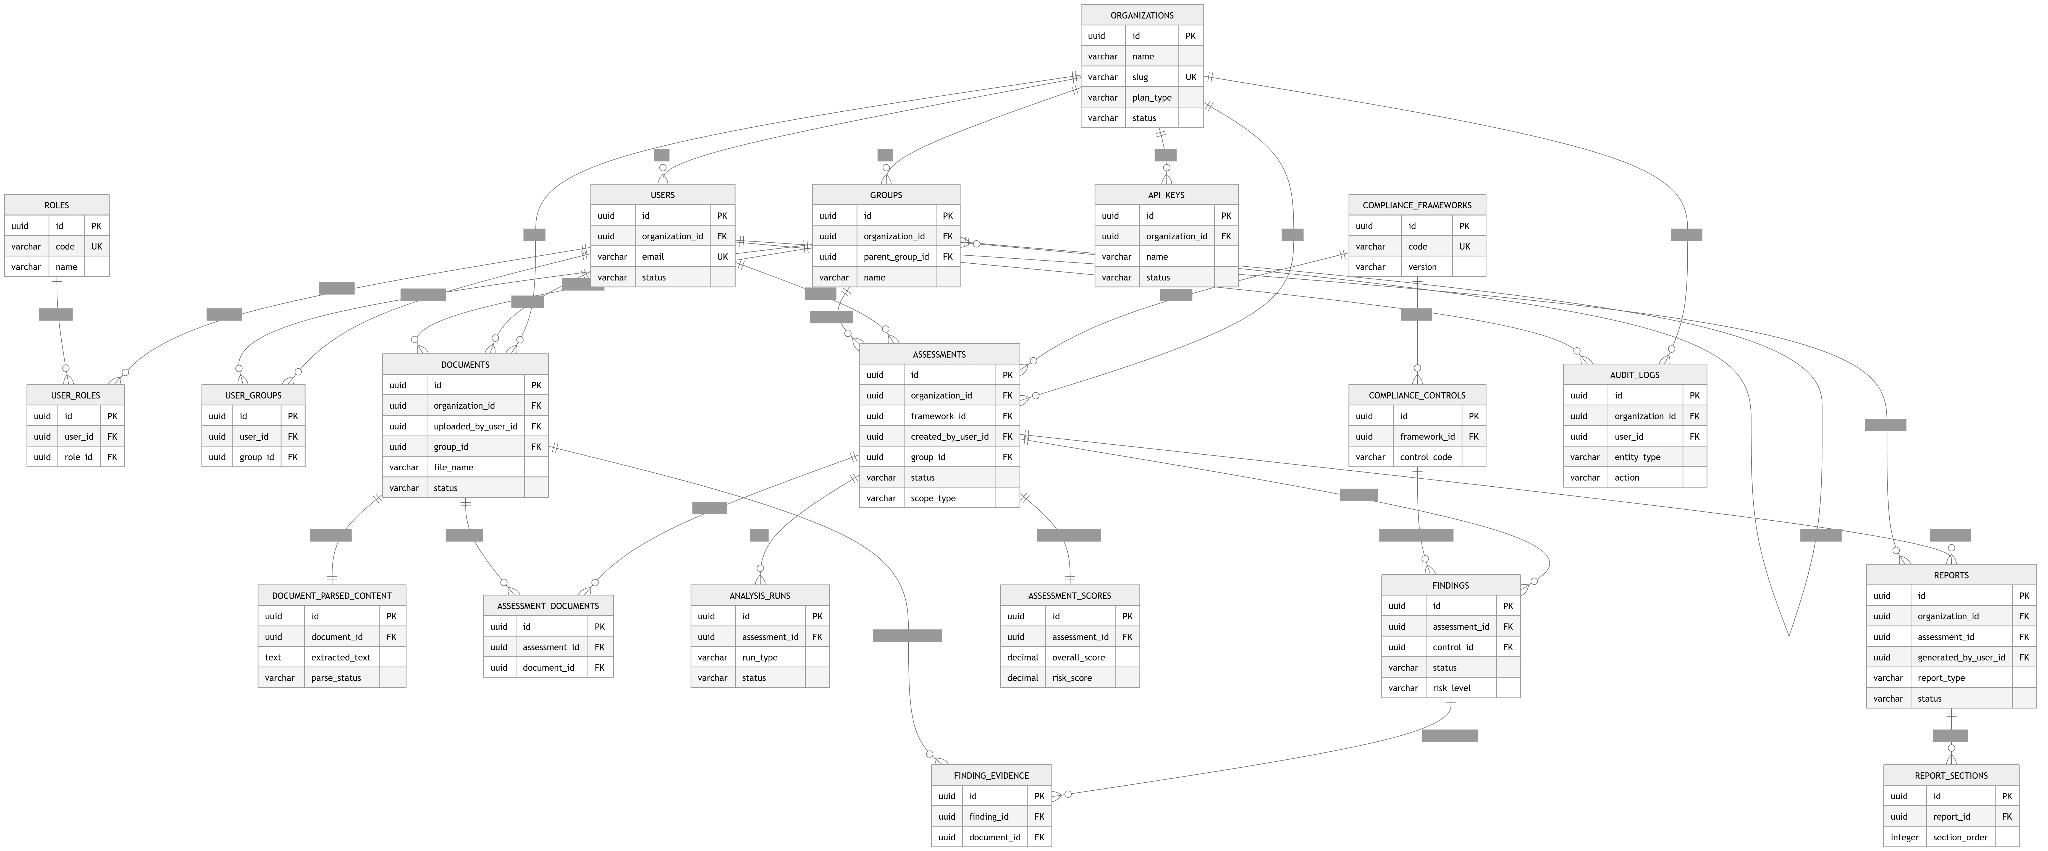 ORGANIZATIONS
uuid id PK
varchar name
varchar slug UK
varchar plan_type
varchar status
ROLES
uuid id PK
varchar code UK
varchar name
USERS
uuid id PK
uuid organization_id FK
varchar email UK
varchar status
GROUPS
uuid id PK
uuid organization_id FK
uuid parent_group_id FK
varchar name
API_KEYS
uuid id PK
uuid organization_id FK
varchar name
varchar status
COMPLIANCE_FRAMEWORKS
uuid id PK
varchar code UK
varchar version
USER_ROLES
uuid id PK
uuid user_id FK
uuid role_id FK
USER_GROUPS
uuid id PK
uuid user_id FK
uuid group_id FK
DOCUMENTS
uuid id PK
uuid organization_id FK
uuid uploaded_by_user_id FK
uuid group_id FK
varchar file_name
varchar status
ASSESSMENTS
uuid id PK
uuid organization_id FK
uuid framework_id FK
uuid created_by_user_id FK
uuid group_id FK
varchar status
varchar scope_type
COMPLIANCE_CONTROLS
uuid id PK
uuid framework_id FK
varchar control_code
AUDIT_LOGS
uuid id PK
uuid organization_id FK
uuid user_id FK
varchar entity_type
varchar action
DOCUMENT_PARSED_CONTENT
uuid id PK
uuid document_id FK
text extracted_text
varchar parse_status
ASSESSMENT_DOCUMENTS
uuid id PK
uuid assessment_id FK
uuid document_id FK
ANALYSIS_RUNS
uuid id PK
uuid assessment_id FK
varchar run_type
varchar status
ASSESSMENT_SCORES
uuid id PK
uuid assessment_id FK
decimal overall_score
decimal risk_score
FINDINGS
uuid id PK
uuid assessment_id FK
uuid control_id FK
varchar status
varchar risk_level
REPORTS
uuid id PK
uuid organization_id FK
uuid assessment_id FK
uuid generated_by_user_id FK
varchar report_type
varchar status
FINDING_EVIDENCE
uuid id PK
uuid finding_id FK
uuid document_id FK
REPORT_SECTIONS
uuid id PK
uuid report_id FK
integer section_order